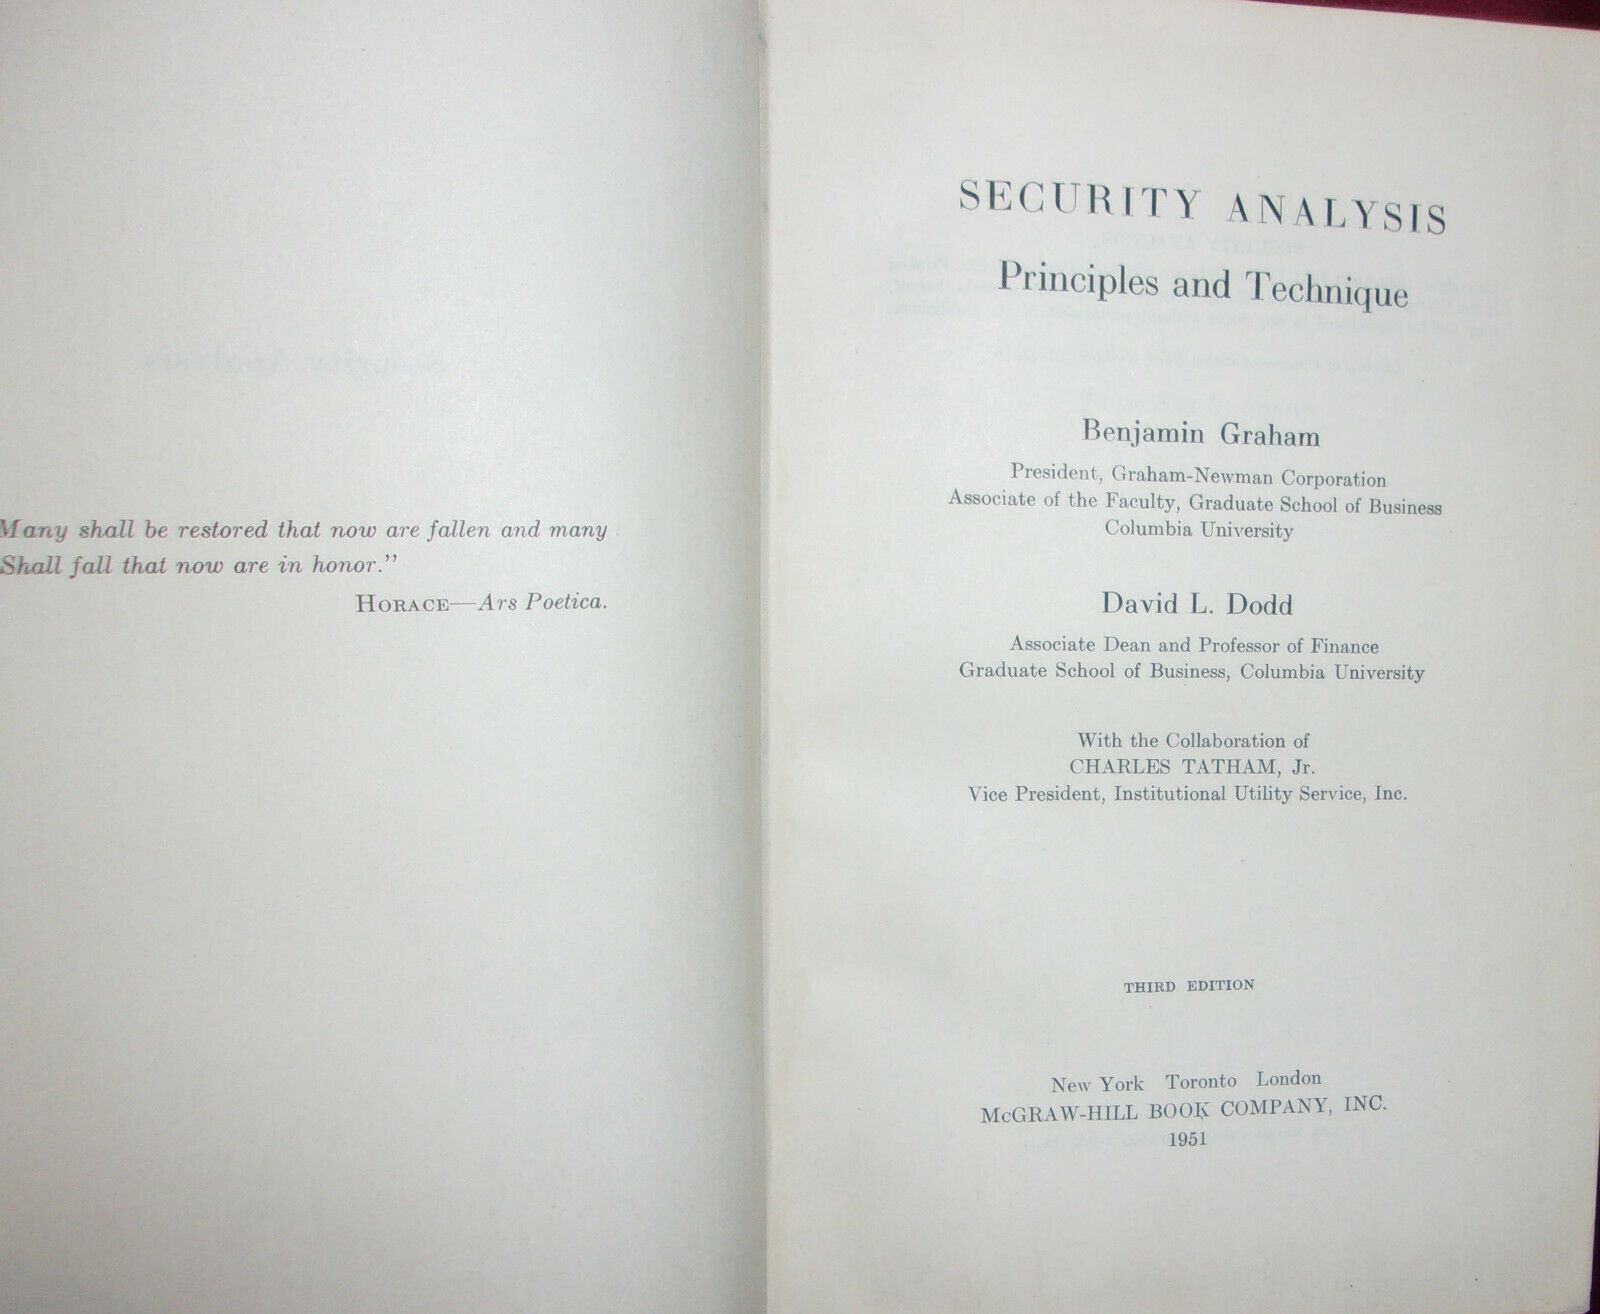 Many shall be restored that now are fallen and many
Shall fall that now are in honor."
HORACE—Ars Poetica.
SECURITY ANALYSIS
Principles and Technique
Benjamin Graham
President, Graham-Newman Corporation
Associate of the Faculty, Graduate School of Business
Columbia University
David L. Dodd
Associate Dean and Professor of Finance
Graduate School of Business, Columbia University
With the Collaboration of
CHARLES TATHAM, Jr.
Vice President, Institutional Utility Service, Inc.
THIRD EDITION
New York Toronto London
McGRAW-HILL BOOK COMPANY, INC.
1951